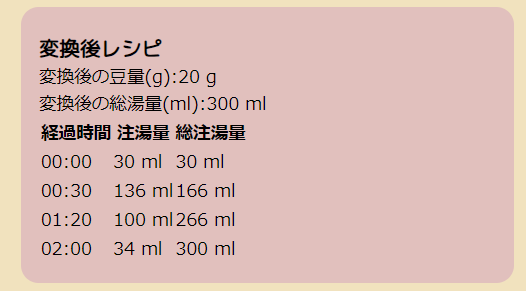 変換後レシピ
変換後の豆量(g):20 g
変換後の総湯量(ml):300 ml
経過時間 注湯量 総注湯量
00:00 30 ml 30 ml
00:30 136 ml 166 ml
01:20 100 ml 266 ml
02:00 34 ml 300 ml